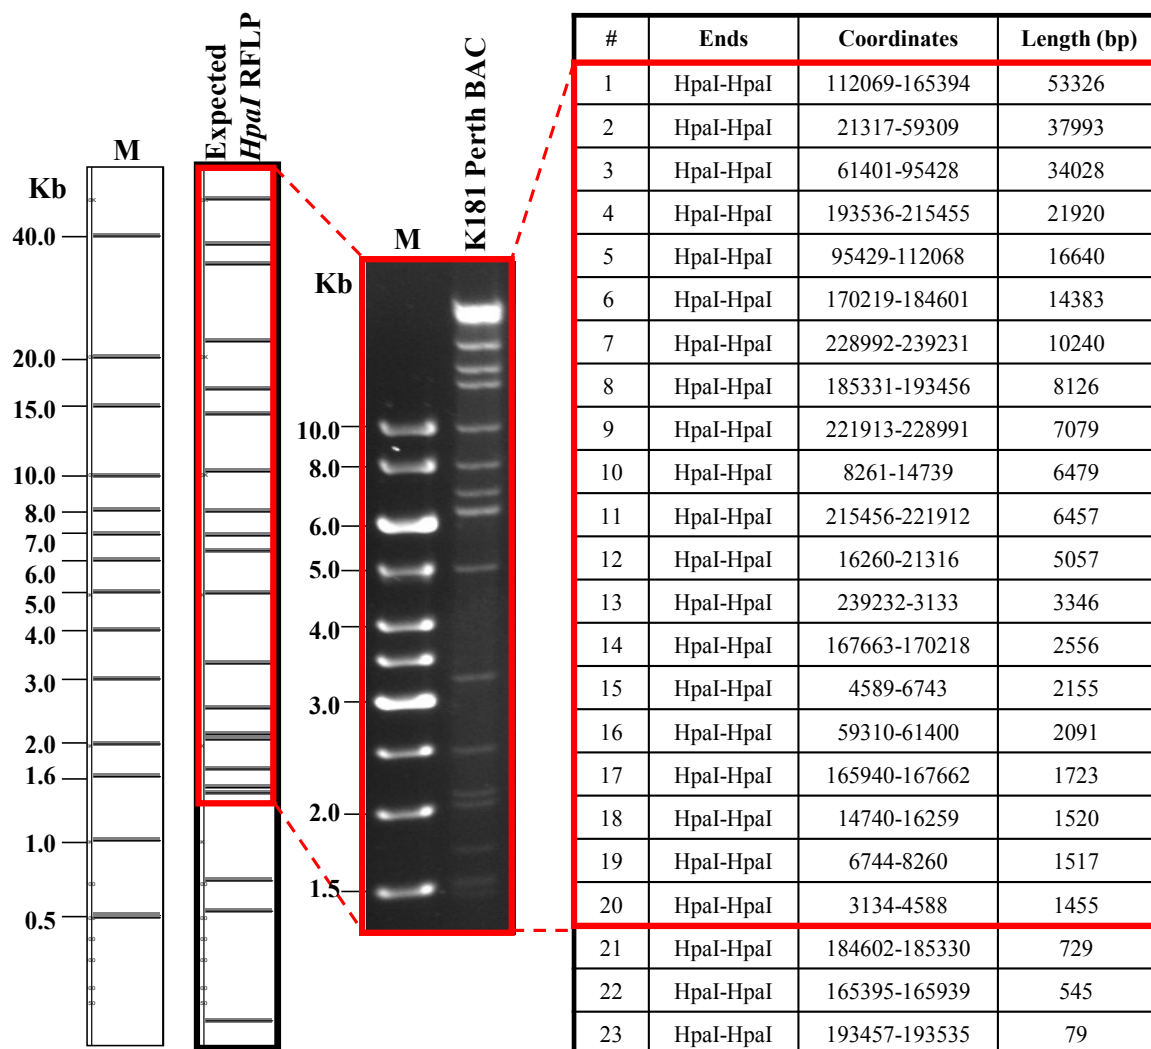 Expected
HpaI RFLP
M
Kb
40.0
20.0
15.0
10.0
8.0
7.0
6.0
5.0
4.0
3.0
2.0
1.6
1.0
0.5
K181 Perth BAC
M
Kb
10.0
8.0
6.0
5.0
4.0
3.0
2.0
1.5
# Ends Coordinates Length (bp)
1 HpaI-HpaI 112069-165394 53326
2 HpaI-HpaI 21317-59309 37993
3 HpaI-HpaI 61401-95428 34028
4 HpaI-HpaI 193536-215455 21920
5 HpaI-HpaI 95429-112068 16640
6 HpaI-HpaI 170219-184601 14383
7 HpaI-HpaI 228992-239231 10240
8 HpaI-HpaI 185331-193456 8126
9 HpaI-HpaI 221913-228991 7079
10 HpaI-HpaI 8261-14739 6479
11 HpaI-HpaI 215456-221912 6457
12 HpaI-HpaI 16260-21316 5057
13 HpaI-HpaI 239232-3133 3346
14 HpaI-HpaI 167663-170218 2556
15 HpaI-HpaI 4589-6743 2155
16 HpaI-HpaI 59310-61400 2091
17 HpaI-HpaI 165940-167662 1723
18 HpaI-HpaI 14740-16259 1520
19 HpaI-HpaI 6744-8260 1517
20 HpaI-HpaI 3134-4588 1455
21 HpaI-HpaI 184602-185330 729
22 HpaI-HpaI 165395-165939 545
23 HpaI-HpaI 193457-193535 79